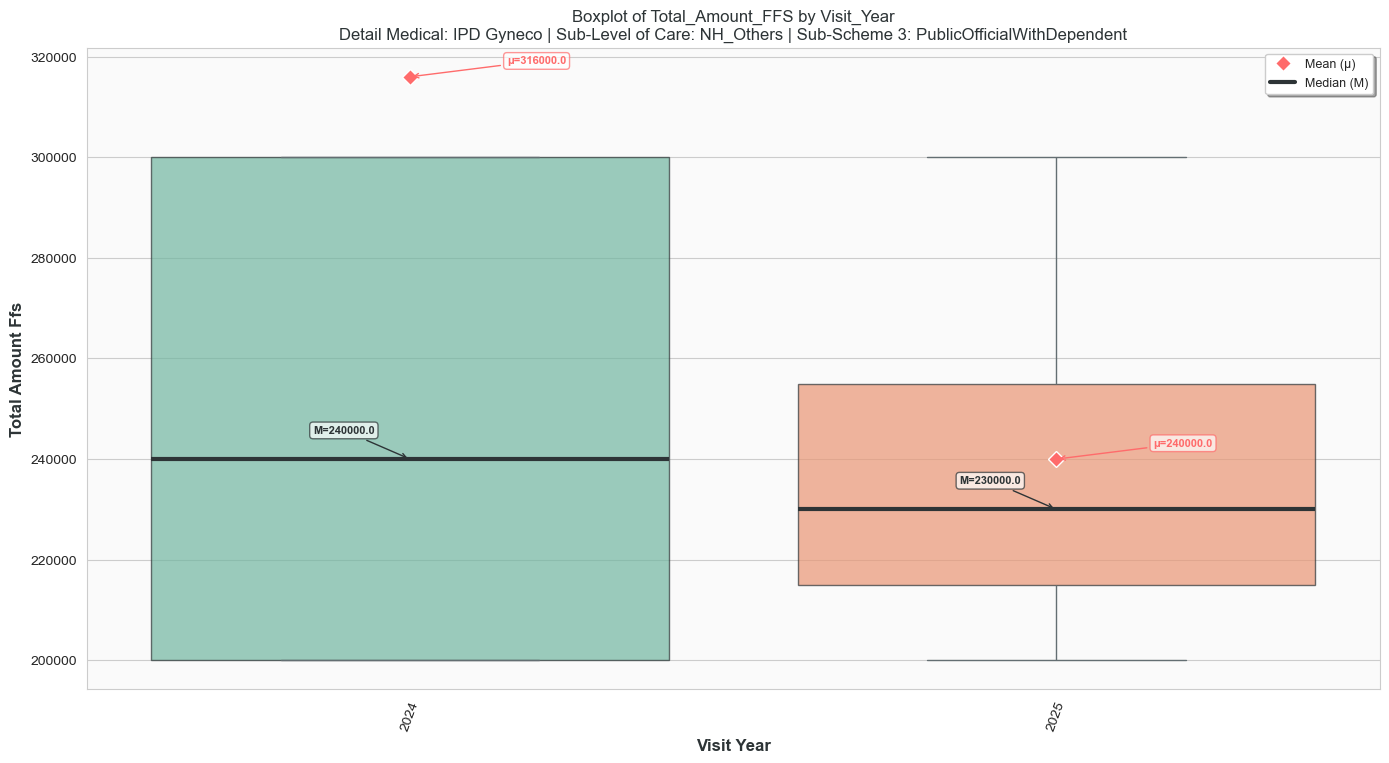 Boxplot of Total_Amount_FFS by Visit_Year
Detail Medical: IPD Gyneco | Sub-Level of Care: NH_Others | Sub-Scheme 3: PublicOfficialWithDependent
320000
300000
280000
260000
240000
220000
200000
Total Amount Ffs
μ=316000.0
M=240000.0
μ=240000.0
M=230000.0
Mean (μ)
Median (M)
2024
2025
Visit Year